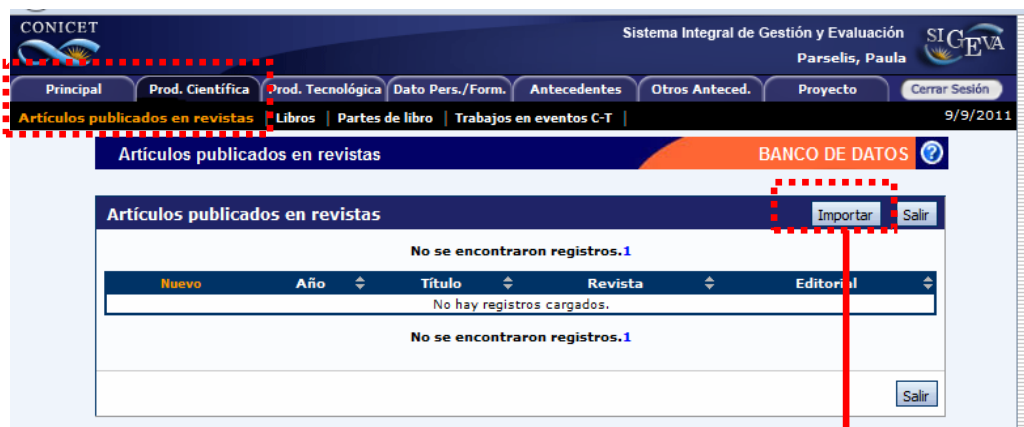 CONICET
Sistema Integral de Gestión y Evaluación
Parselis, Paula
SIGEVA
Principal Prod. Científica Prod. Tecnológica Dato Pers./Form. Antecedentes Otros Anteced. Proyecto Cerrar Sesión
Artículos publicados en revistas | Libros | Partes de libro | Trabajos en eventos C-T | 9/9/2011
Artículos publicados en revistas BANCO DE DATOS ?
Artículos publicados en revistas Importar Salir
No se encontraron registros.1
Nuevo Año Título Revista Editorial
No hay registros cargados.
No se encontraron registros.1
Salir